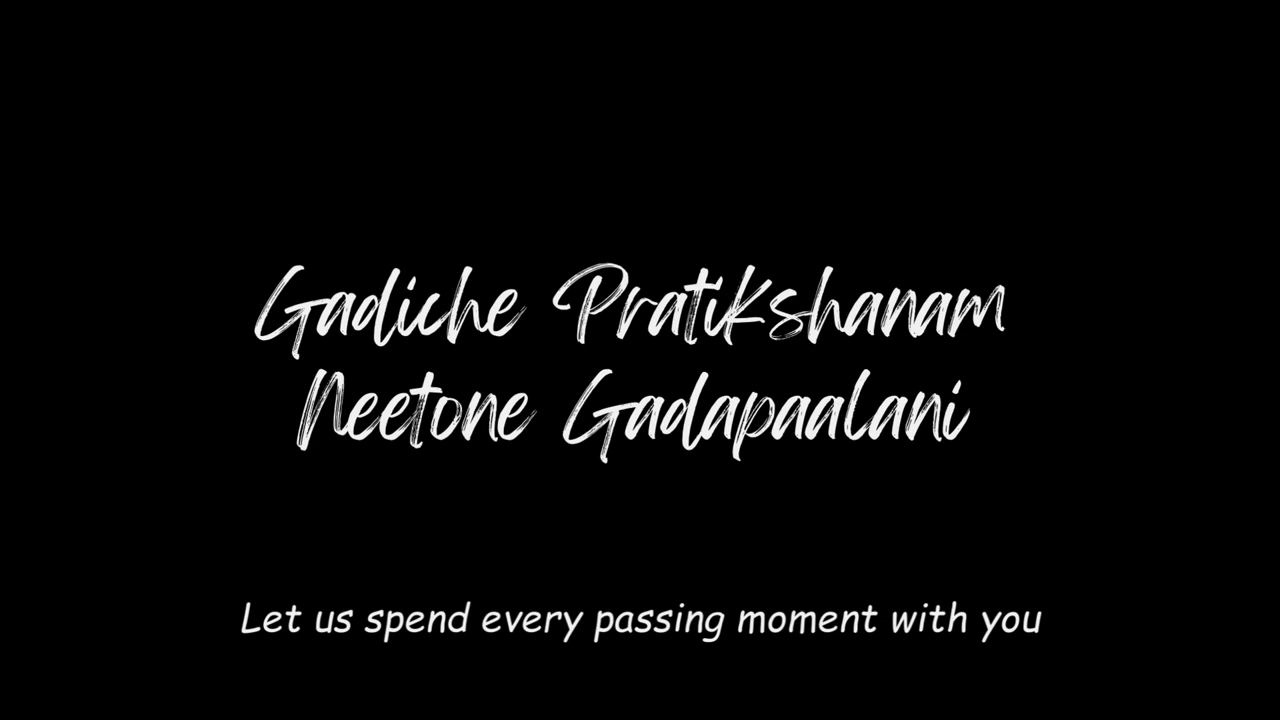 Gadiche Pratikshanam
Neetone Gadapaalani
Let us spend every passing moment with you